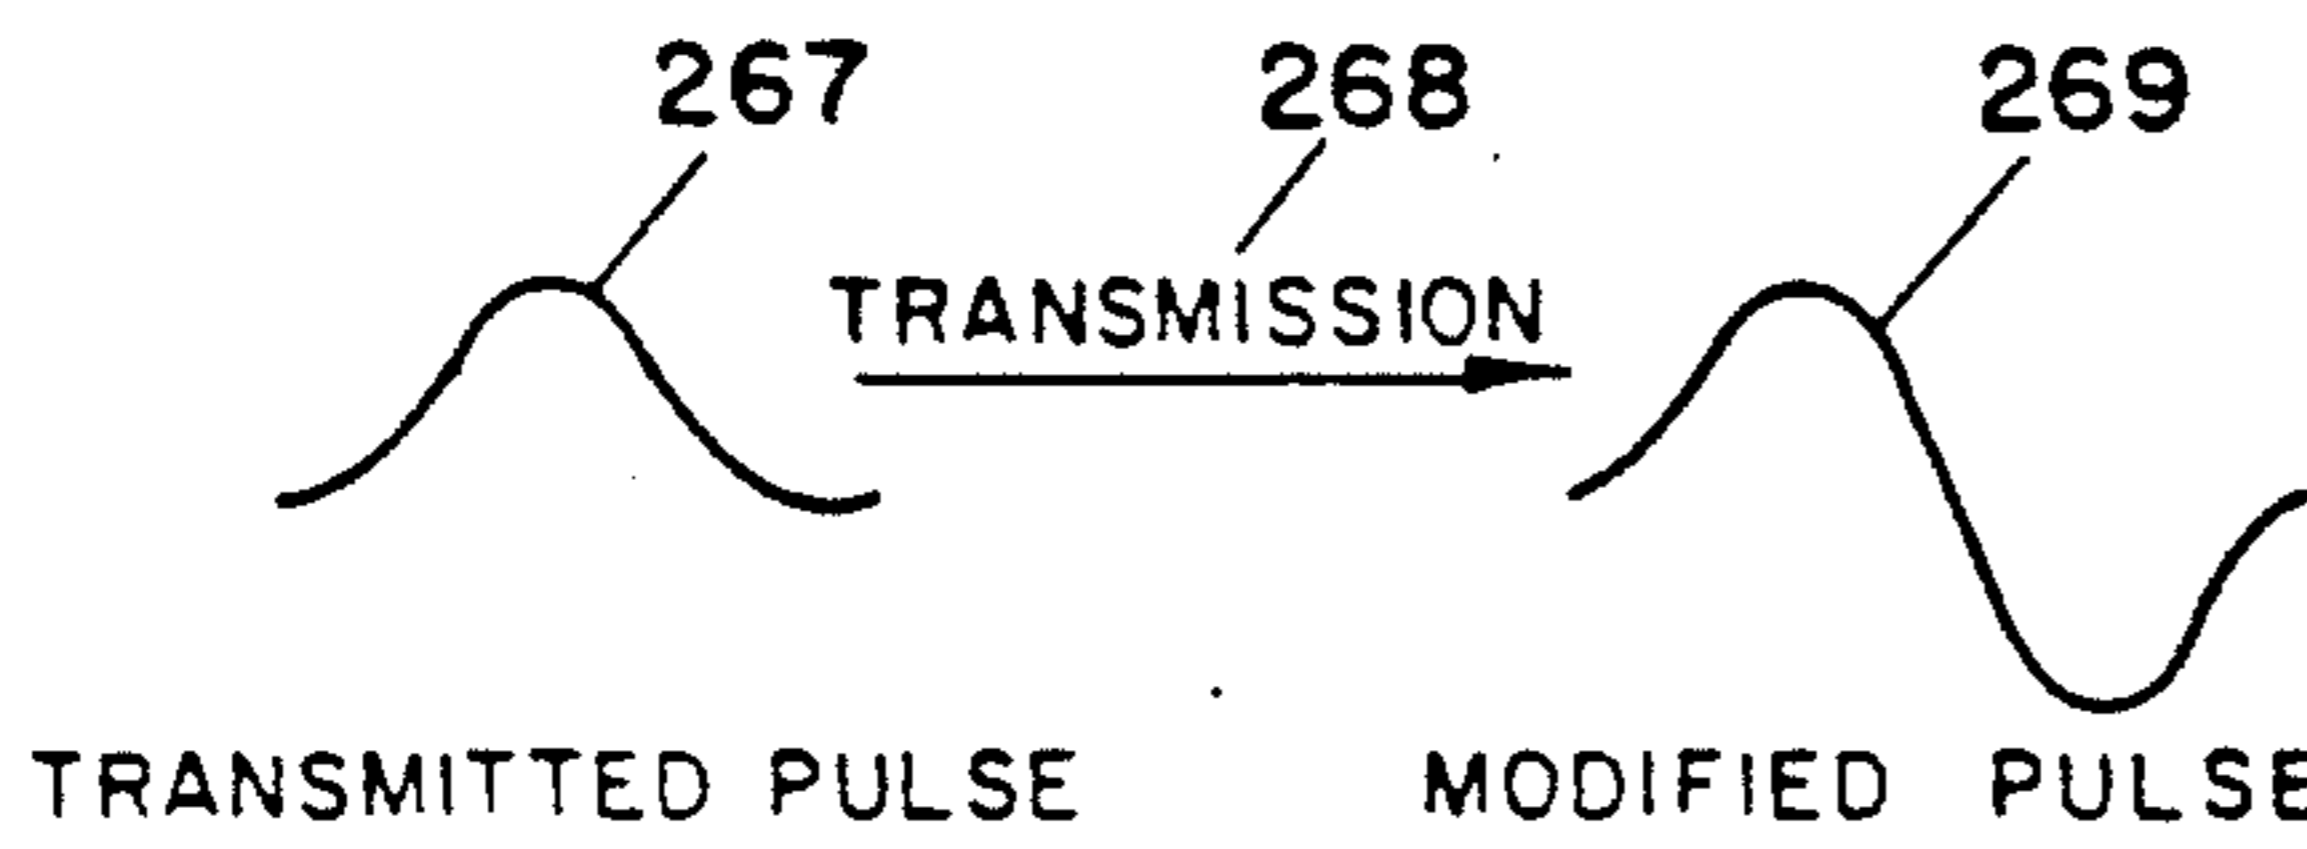 267 268 269
TRANSMISSION
TRANSMITTED PULSE MODIFIED PULSE